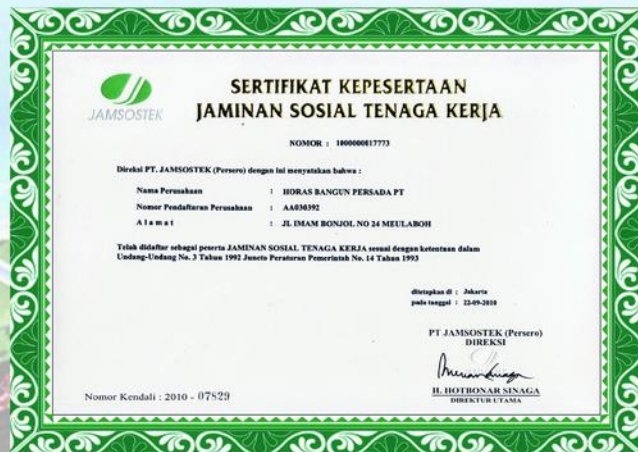 JAMSOSTEK
SERTIFIKAT KEPESERTAAN
JAMINAN SOSIAL TENAGA KERJA
NOMOR : 1000000017773
Direksi PT. JAMSOSTEK (Persero) dengan ini menyatakan bahwa :
Nama Perusahaan : HORAS BANGUN PERSADA PT
Nomor Pendaftaran Perusahaan : AA030392
A l a m a t : JL IMAM BONJOL NO 24 MEULABOH
Telah didaftar sebagai peserta JAMINAN SOSIAL TENAGA KERJA sesuai dengan ketentuan dalam
Undang-Undang No. 3 Tahun 1992 Juncto Peraturan Pemerintah No. 14 Tahun 1993
ditetapkan di : Jakarta
pada tanggal : 22-09-2010
PT JAMSOSTEK (Persero)
DIREKSI
H. HOTBONAR SINAGA
DIREKTUR UTAMA
Nomor Kendali : 2010 - 07829